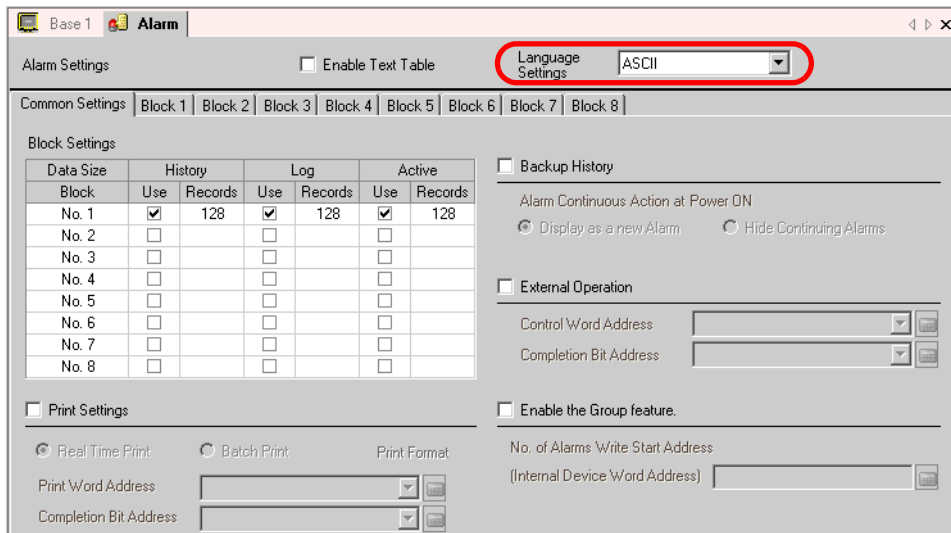 Base 1 Alarm
Alarm Settings Enable Text Table Language Settings ASCII
Common Settings Block 1 Block 2 Block 3 Block 4 Block 5 Block 6 Block 7 Block 8
Block Settings
Data Size History Log Active
Block Use Records Use Records Use Records
No. 1 128 128 128
No. 2
No. 3
No. 4
No. 5
No. 6
No. 7
No. 8
Print Settings
Real Time Print Batch Print Print Format
Print Word Address
Completion Bit Address
Backup History
Alarm Continuous Action at Power ON
Display as a new Alarm Hide Continuing Alarms
External Operation
Control Word Address
Completion Bit Address
Enable the Group feature.
No. of Alarms Write Start Address
(Internal Device Word Address)